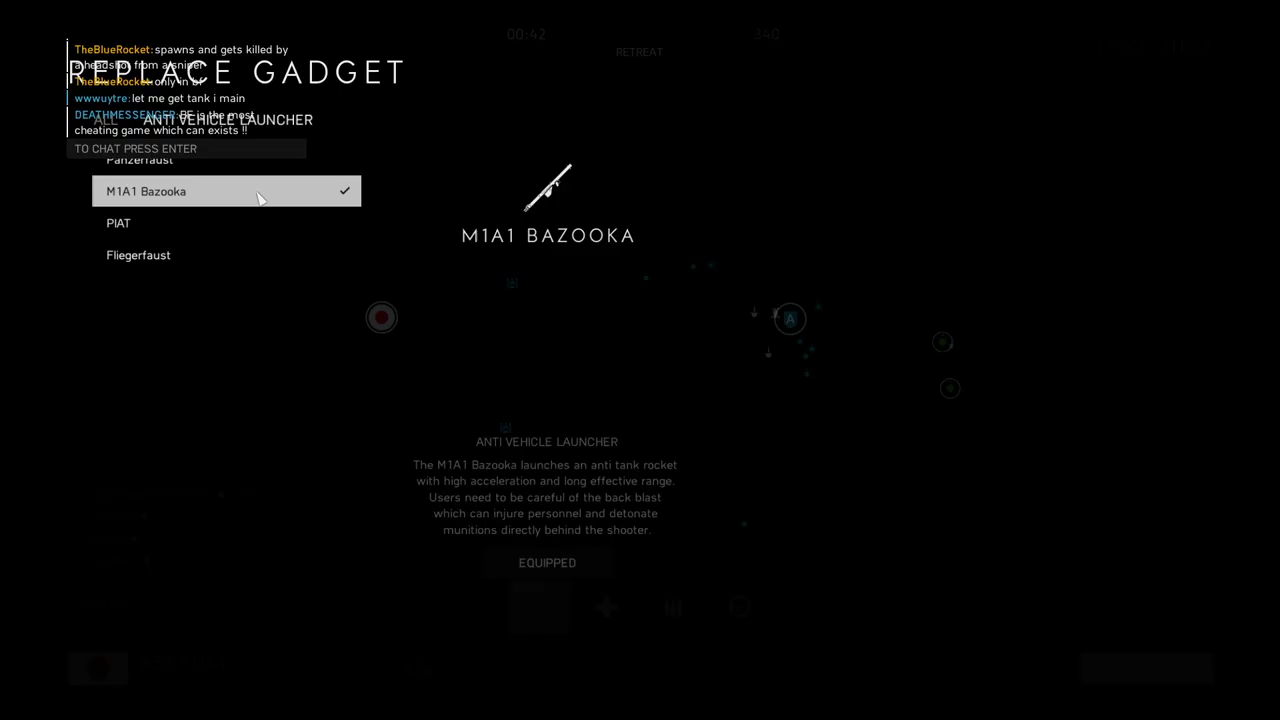 00:42
340
RETREAT
TheBlueRocket: spawns and gets killed by
a headshot from a sniper
REPLACE GADGET
TheBlueRocket: only in bf
wwwuytre: let me get tank i main
DEATHMESSENGER: BF is the most
cheating game which can exists !!
ALL
ANTI VEHICLE LAUNCHER
TO CHAT PRESS ENTER
Panzerfaust
M1A1 Bazooka
PIAT
Fliegerfaust
M1A1 BAZOOKA
A
ANTI VEHICLE LAUNCHER
The M1A1 Bazooka launches an anti tank rocket
with high acceleration and long effective range.
Users need to be careful of the back blast
which can injure personnel and detonate
munitions directly behind the shooter.
EQUIPPED